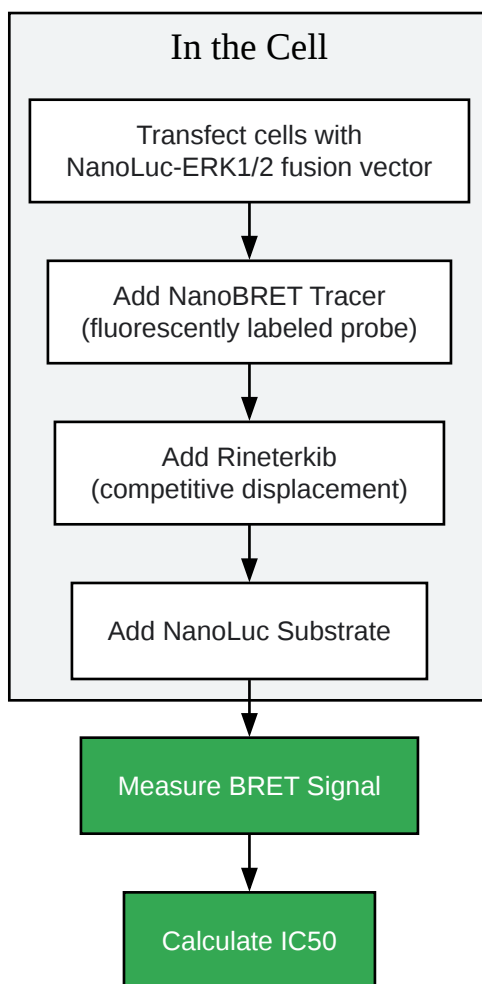 In the Cell
Transfect cells with
NanoLuc-ERK1/2 fusion vector
Add NanoBRET Tracer
(fluorescently labeled probe)
Add Rineterkib
(competitive displacement)
Add NanoLuc Substrate
Measure BRET Signal
Calculate IC50